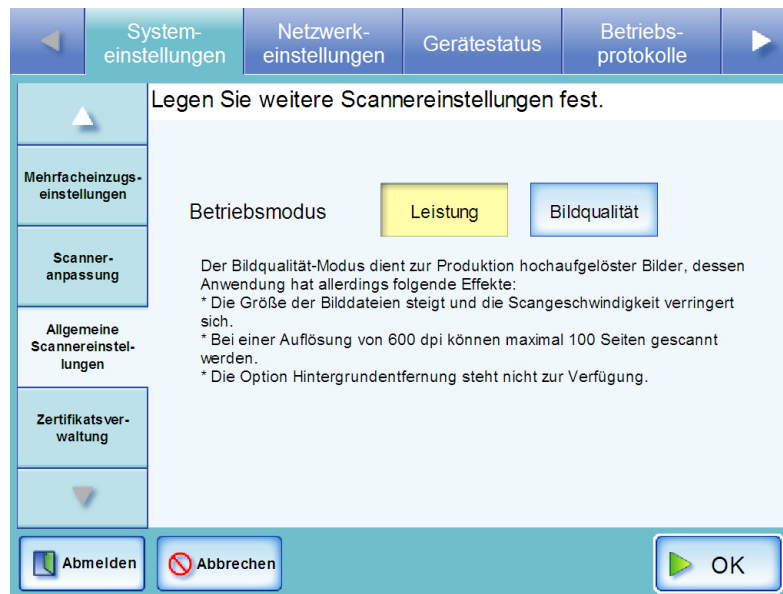 System-
einstellungen
Netzwerk-
einstellungen
Gerätestatus
Betriebs-
protokolle
Legen Sie weitere Scannereinstellungen fest.
Mehrfacheinzugs-
einstellungen
Scanner-
anpassung
Allgemeine
Scannereinstel-
lungen
Zertifikatsver-
waltung
Betriebsmodus
Leistung
Bildqualität
Der Bildqualität-Modus dient zur Produktion hochaufgelöster Bilder, dessen
Anwendung hat allerdings folgende Effekte:
* Die Größe der Bilddateien steigt und die Scangeschwindigkeit verringert
sich.
* Bei einer Auflösung von 600 dpi können maximal 100 Seiten gescannt
werden.
* Die Option Hintergrundentfernung steht nicht zur Verfügung.
Abmelden
Abbrechen
OK